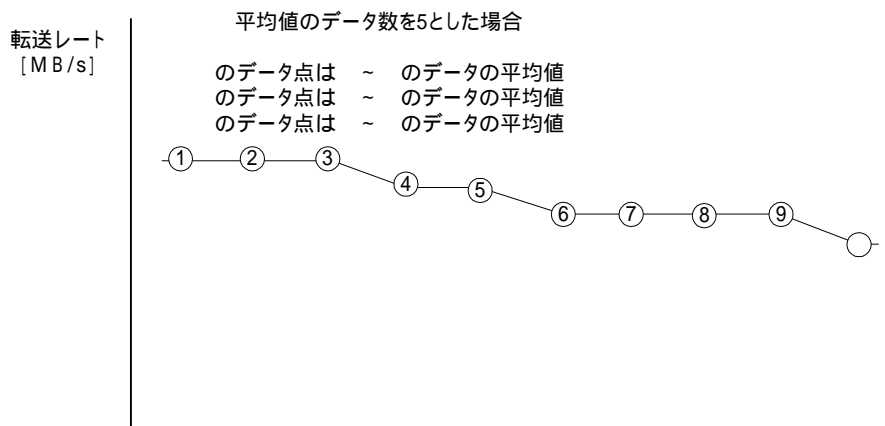 平均値のデータ数を5とした場合
転送レート
[MB/s]
のデータ点は ~ のデータの平均値
のデータ点は ~ のデータの平均値
のデータ点は ~ のデータの平均値
① ② ③ ④ ⑤ ⑥ ⑦ ⑧ ⑨